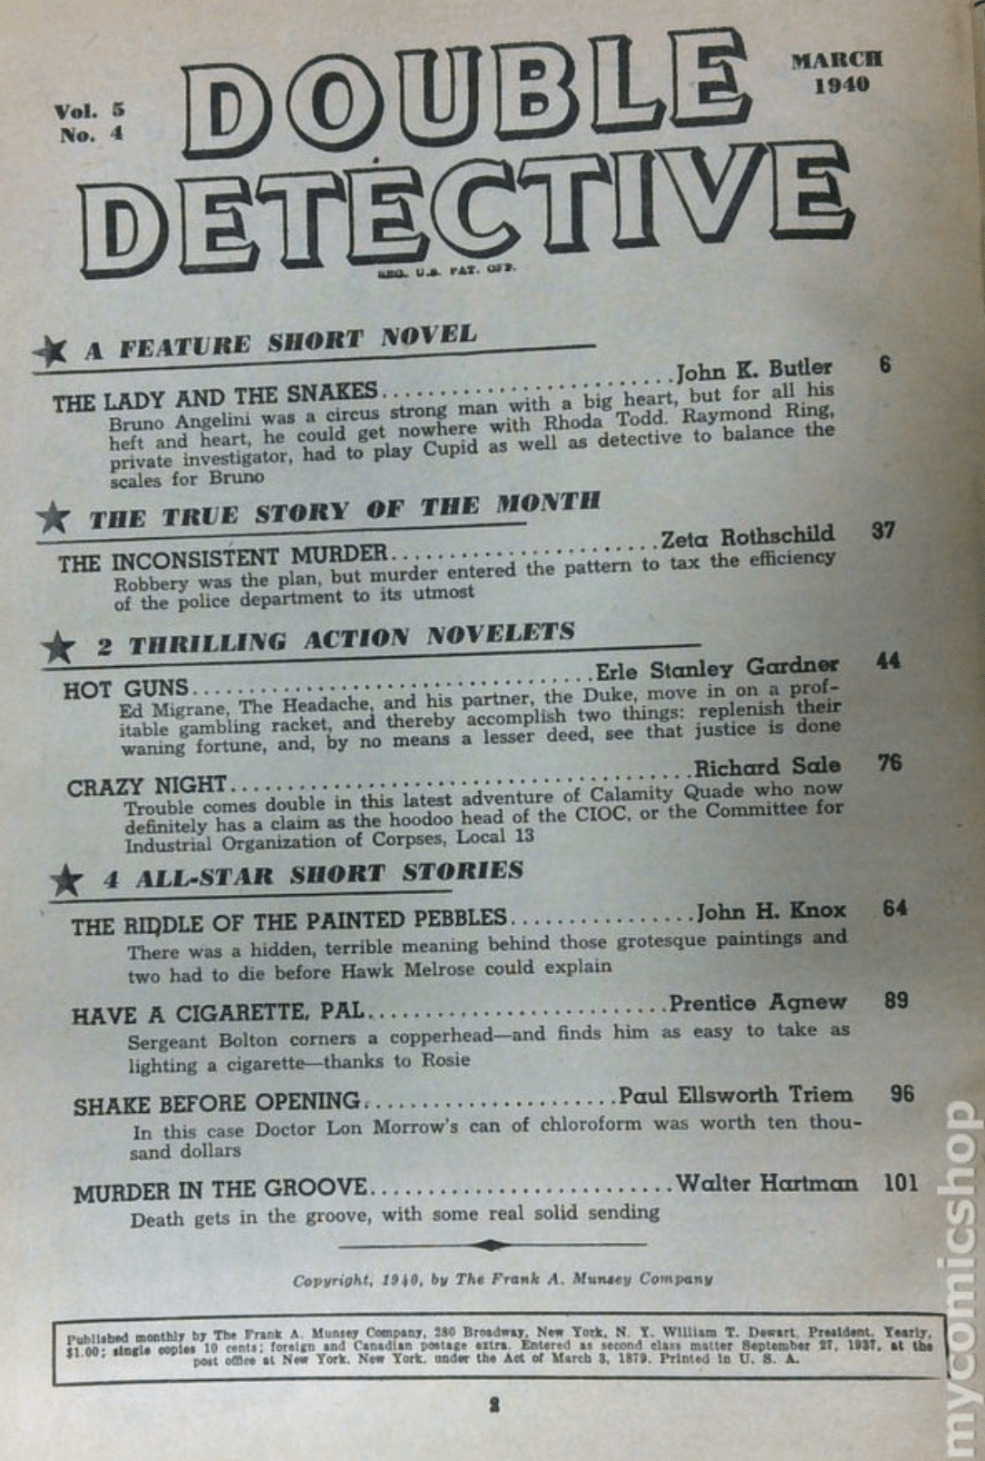 Vol. 5
No. 4
DOUBLE
DETECTIVE
MARCH
1940
REG. U.S. PAT. OFF.
A FEATURE SHORT NOVEL
THE LADY AND THE SNAKES.........................John K. Butler 6
Bruno Angelini was a circus strong man with a big heart, but for all his
heft and heart, he could get nowhere with Rhoda Todd. Raymond Ring,
private investigator, had to play Cupid as well as detective to balance the
scales for Bruno
THE TRUE STORY OF THE MONTH
THE INCONSISTENT MURDER.......................Zeta Rothschild 37
Robbery was the plan, but murder entered the pattern to tax the efficiency
of the police department to its utmost
2 THRILLING ACTION NOVELETS
HOT GUNS...................................Erle Stanley Gardner 44
Ed Migrane, The Headache, and his partner, the Duke, move in on a prof-
itable gambling racket, and thereby accomplish two things: replenish their
waning fortune, and, by no means a lesser deed, see that justice is done
CRAZY NIGHT........................................Richard Sale 76
Trouble comes double in this latest adventure of Calamity Quade who now
definitely has a claim as the hoodoo head of the CIOC, or the Committee for
Industrial Organization of Corpses, Local 13
4 ALL-STAR SHORT STORIES
THE RIDDLE OF THE PAINTED PEBBLES................John H. Knox 64
There was a hidden, terrible meaning behind those grotesque paintings and
two had to die before Hawk Melrose could explain
HAVE A CIGARETTE, PAL..........................Prentice Agnew 89
Sergeant Bolton corners a copperhead—and finds him as easy to take as
lighting a cigarette—thanks to Rosie
SHAKE BEFORE OPENING......................Paul Ellsworth Triem 96
In this case Doctor Lon Morrow's can of chloroform was worth ten thou-
sand dollars
MURDER IN THE GROOVE..........................Walter Hartman 101
Death gets in the groove, with some real solid sending
Copyright, 1940, by The Frank A. Munsey Company
Published monthly by The Frank A. Munsey Company, 280 Broadway, New York, N. Y. William T. Dewart, President. Yearly,
$1.00; single copies 10 cents; foreign and Canadian postage extra. Entered as second class matter September 27, 1937, at the
post office at New York, New York, under the Act of March 3, 1879. Printed in U. S. A.
2
mycomicshop